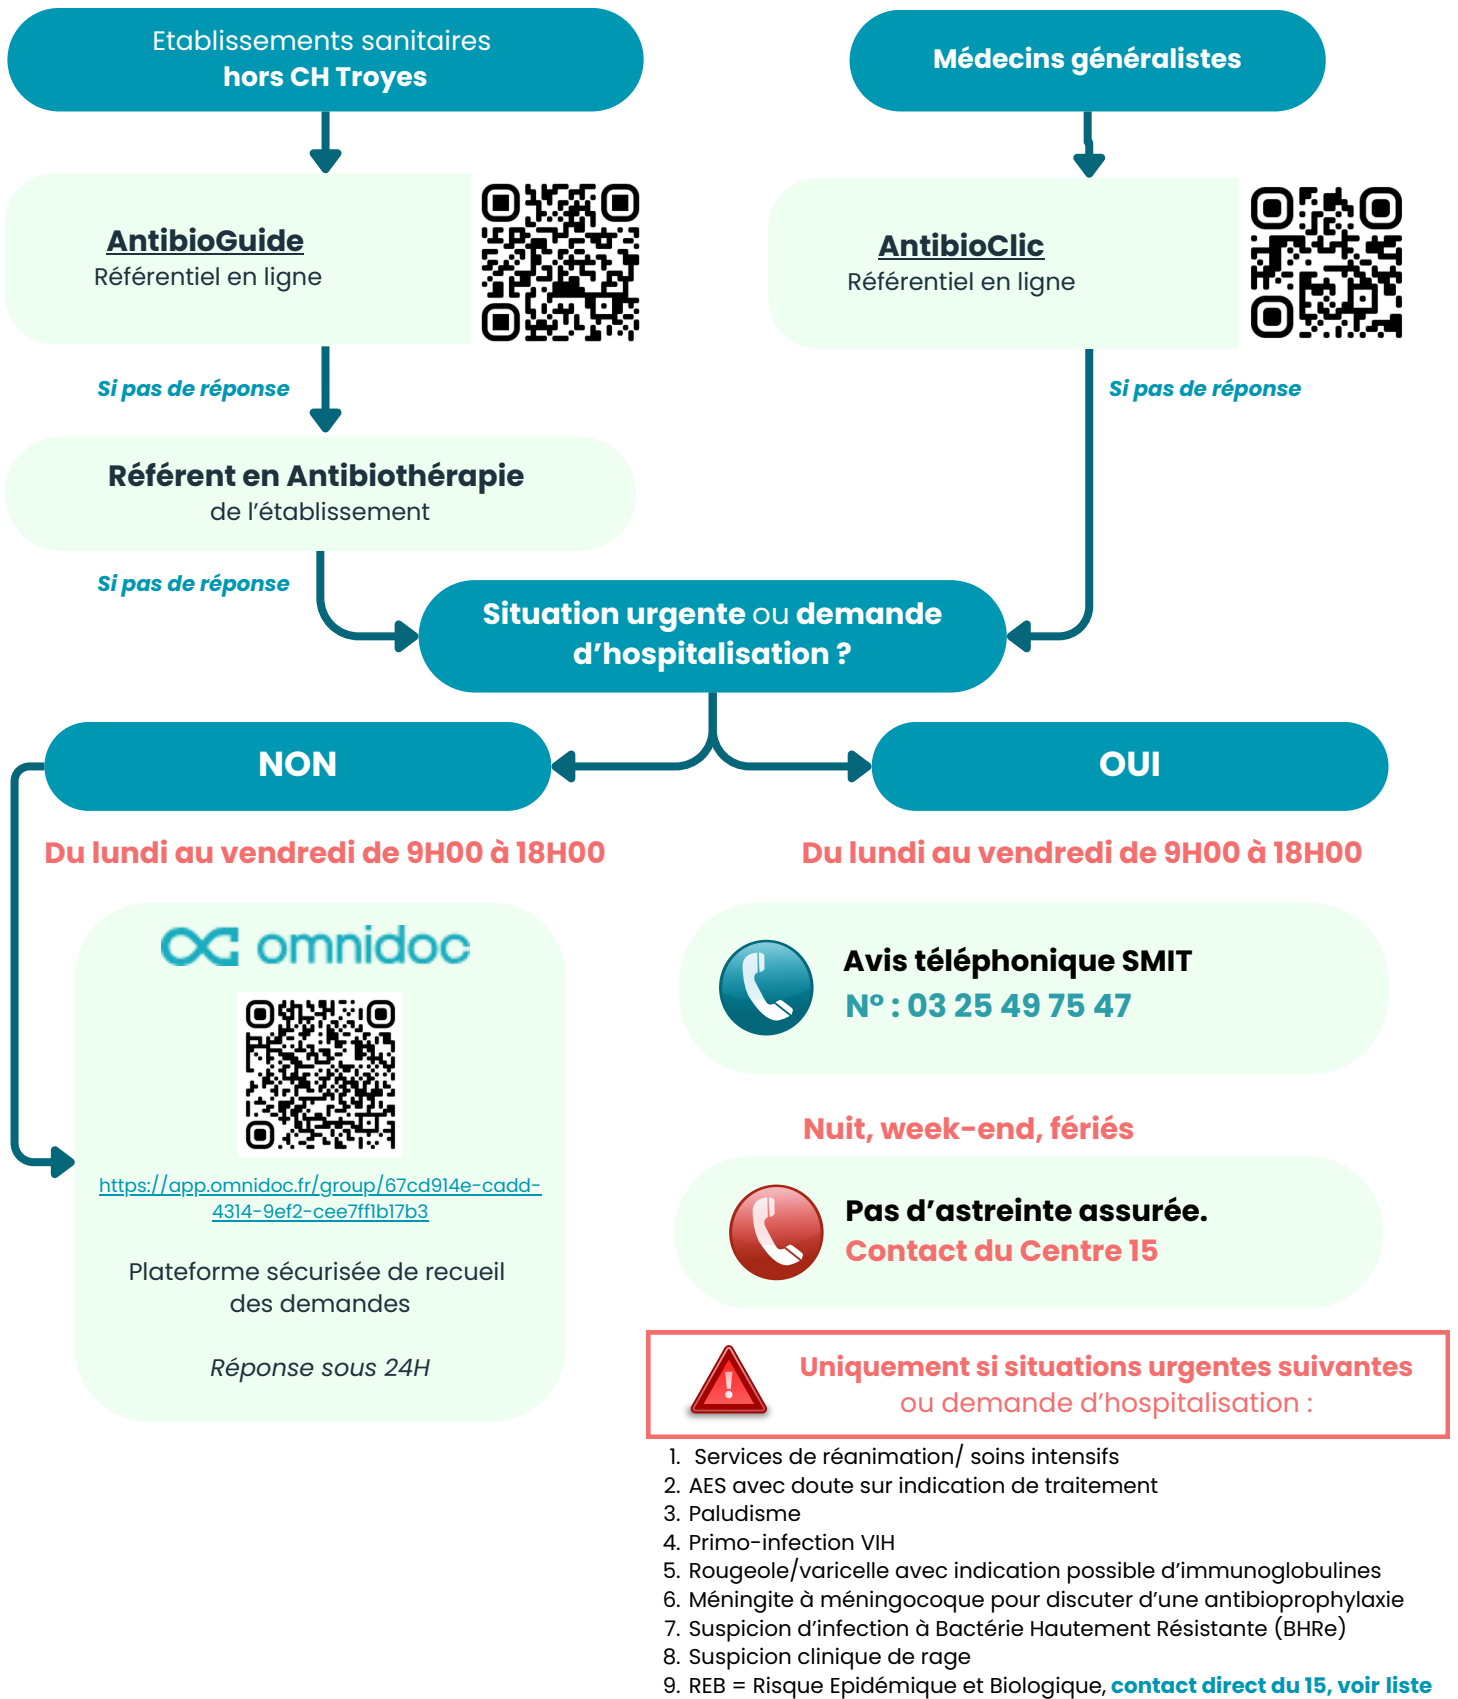 Etablissements sanitaires
hors CH Troyes
Médecins généralistes
AntibioGuide
Référentiel en ligne
AntibioClic
Référentiel en ligne
Si pas de réponse
Si pas de réponse
Référent en Antibiothérapie
de l'établissement
Si pas de réponse
Situation urgente ou demande
d'hospitalisation ?
NON
OUI
Du lundi au vendredi de 9H00 à 18H00
omnidoc
https://app.omnidoc.fr/group/67cd914e-cadd-
4314-9ef2-cee7ff1b17b3
Plateforme sécurisée de recueil
des demandes
Réponse sous 24H
Du lundi au vendredi de 9H00 à 18H00
Avis téléphonique SMIT
N° : 03 25 49 75 47
Nuit, week-end, fériés
Pas d'astreinte assurée.
Contact du Centre 15
!
Uniquement si situations urgentes suivantes
ou demande d'hospitalisation :
1. Services de réanimation/ soins intensifs
2. AES avec doute sur indication de traitement
3. Paludisme
4. Primo-infection VIH
5. Rougeole/varicelle avec indication possible d'immunoglobulines
6. Méningite à méningocoque pour discuter d'une antibioprophylaxie
7. Suspicion d'infection à Bactérie Hautement Résistante (BHRe)
8. Suspicion clinique de rage
9. REB = Risque Epidémique et Biologique, contact direct du 15, voir liste